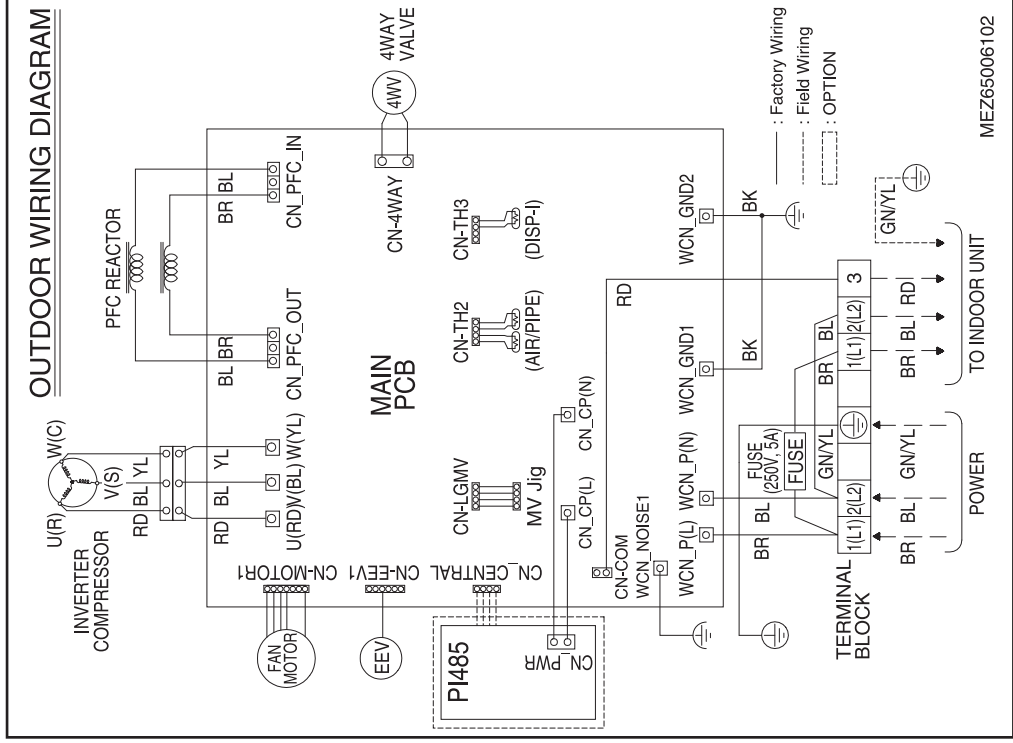 OUTDOOR WIRING DIAGRAM
INVERTER
COMPRESSOR
U(R)
V(S)
W(C)
RD
BL
YL
RD
BL
YL
U(RD)
V(BL)
W(YL)
PFC REACTOR
BL
BR
BR
BL
CN_PFC_OUT
CN_PFC_IN
FAN
MOTOR
CN-MOTOR1
EEV
CN-EEV1
CN_CENTRAL
PI485
CN_PWR
MAIN
PCB
CN-LGMV
MV Jig
CN-TH2
(AIR/PIPE)
CN-TH3
(DISP-I)
CN-4WAY
4WV
4WAY
VALVE
CN_CP(L)
CN_CP(N)
CN-COM
WCN_NOISE1
WCN_P(L)
WCN_P(N)
WCN_GND1
WCN_GND2
RD
BR
BL
BK
BK
FUSE
(250V, 5A)
FUSE
GN/YL
BR
BL
TERMINAL
BLOCK
1(L1)
2(L2)
1(L1)
2(L2)
3
BR
BL
GN/YL
BR
BL
RD
GN/YL
POWER
TO INDOOR UNIT
: Factory Wiring
: Field Wiring
: OPTION
MEZ65006102